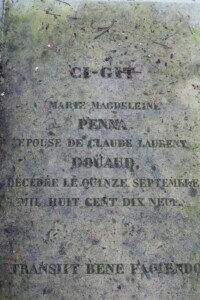 CI-GIT
MARIE MAGDELEINE
PENNA
EPOUSE DE CLAUDE LAURENT
DOUAUD
DECEDEE LE QUINZE SEPTEMBRE
MIL HUIT CENT DIX NEUF
TRANSIIT BENE FACIENDO